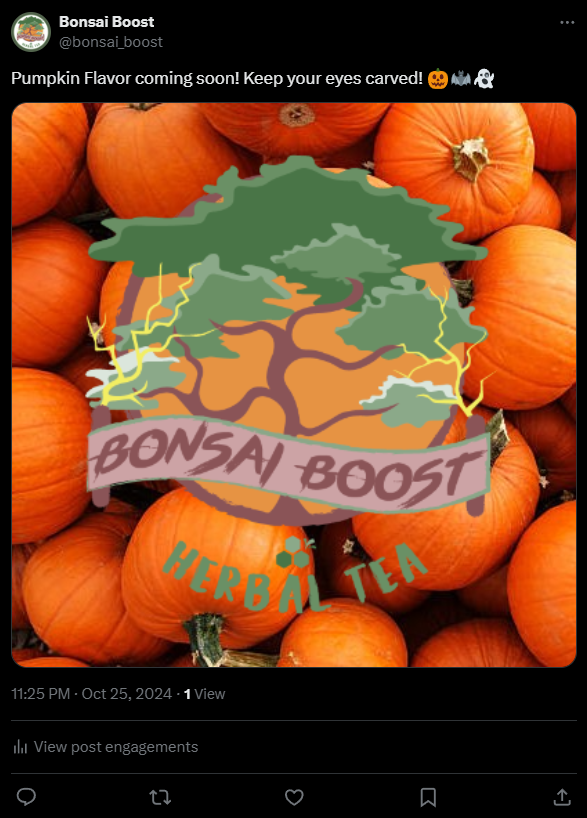 Bonsai Boost
@bonsai_boost
Pumpkin Flavor coming soon! Keep your eyes carved! 🎃🦇👻
BONSAI BOOST
HERBAL TEA
11:25 PM · Oct 25, 2024 · 1 View
View post engagements